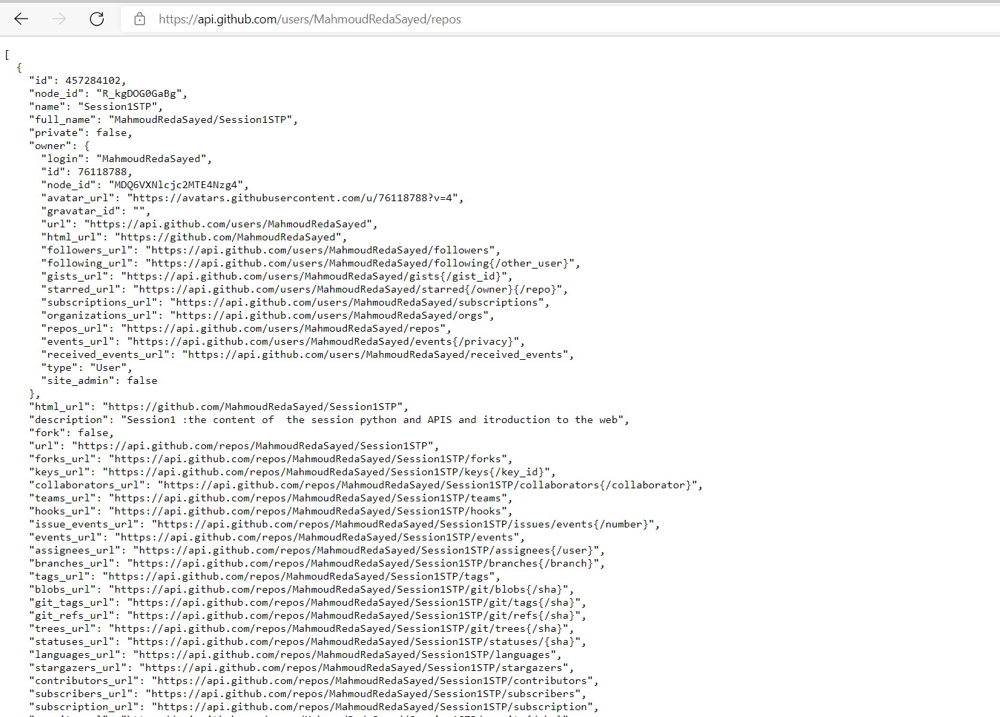 https://api.github.com/users/MahmoudRedaSayed/repos
[
{
"id": 457284102,
"node_id": "R_kgDOG0GaBg",
"name": "Session1STP",
"full_name": "MahmoudRedaSayed/Session1STP",
"private": false,
"owner": {
"login": "MahmoudRedaSayed",
"id": 76118788,
"node_id": "MDQ6VXNlcjc2MTE4Nzg4",
"avatar_url": "https://avatars.githubusercontent.com/u/76118788?v=4",
"gravatar_id": "",
"url": "https://api.github.com/users/MahmoudRedaSayed",
"html_url": "https://github.com/MahmoudRedaSayed",
"followers_url": "https://api.github.com/users/MahmoudRedaSayed/followers",
"following_url": "https://api.github.com/users/MahmoudRedaSayed/following{/other_user}",
"gists_url": "https://api.github.com/users/MahmoudRedaSayed/gists{/gist_id}",
"starred_url": "https://api.github.com/users/MahmoudRedaSayed/starred{/owner}{/repo}",
"subscriptions_url": "https://api.github.com/users/MahmoudRedaSayed/subscriptions",
"organizations_url": "https://api.github.com/users/MahmoudRedaSayed/orgs",
"repos_url": "https://api.github.com/users/MahmoudRedaSayed/repos",
"events_url": "https://api.github.com/users/MahmoudRedaSayed/events{/privacy}",
"received_events_url": "https://api.github.com/users/MahmoudRedaSayed/received_events",
"type": "User",
"site_admin": false
},
"html_url": "https://github.com/MahmoudRedaSayed/Session1STP",
"description": "Session1 :the content of  the session python and APIS and itroduction to the web",
"fork": false,
"url": "https://api.github.com/repos/MahmoudRedaSayed/Session1STP",
"forks_url": "https://api.github.com/repos/MahmoudRedaSayed/Session1STP/forks",
"keys_url": "https://api.github.com/repos/MahmoudRedaSayed/Session1STP/keys{/key_id}",
"collaborators_url": "https://api.github.com/repos/MahmoudRedaSayed/Session1STP/collaborators{/collaborator}",
"teams_url": "https://api.github.com/repos/MahmoudRedaSayed/Session1STP/teams",
"hooks_url": "https://api.github.com/repos/MahmoudRedaSayed/Session1STP/hooks",
"issue_events_url": "https://api.github.com/repos/MahmoudRedaSayed/Session1STP/issues/events{/number}",
"events_url": "https://api.github.com/repos/MahmoudRedaSayed/Session1STP/events",
"assignees_url": "https://api.github.com/repos/MahmoudRedaSayed/Session1STP/assignees{/user}",
"branches_url": "https://api.github.com/repos/MahmoudRedaSayed/Session1STP/branches{/branch}",
"tags_url": "https://api.github.com/repos/MahmoudRedaSayed/Session1STP/tags",
"blobs_url": "https://api.github.com/repos/MahmoudRedaSayed/Session1STP/git/blobs{/sha}",
"git_tags_url": "https://api.github.com/repos/MahmoudRedaSayed/Session1STP/git/tags{/sha}",
"git_refs_url": "https://api.github.com/repos/MahmoudRedaSayed/Session1STP/git/refs{/sha}",
"trees_url": "https://api.github.com/repos/MahmoudRedaSayed/Session1STP/git/trees{/sha}",
"statuses_url": "https://api.github.com/repos/MahmoudRedaSayed/Session1STP/statuses/{sha}",
"languages_url": "https://api.github.com/repos/MahmoudRedaSayed/Session1STP/languages",
"stargazers_url": "https://api.github.com/repos/MahmoudRedaSayed/Session1STP/stargazers",
"contributors_url": "https://api.github.com/repos/MahmoudRedaSayed/Session1STP/contributors",
"subscribers_url": "https://api.github.com/repos/MahmoudRedaSayed/Session1STP/subscribers",
"subscription_url": "https://api.github.com/repos/MahmoudRedaSayed/Session1STP/subscription",